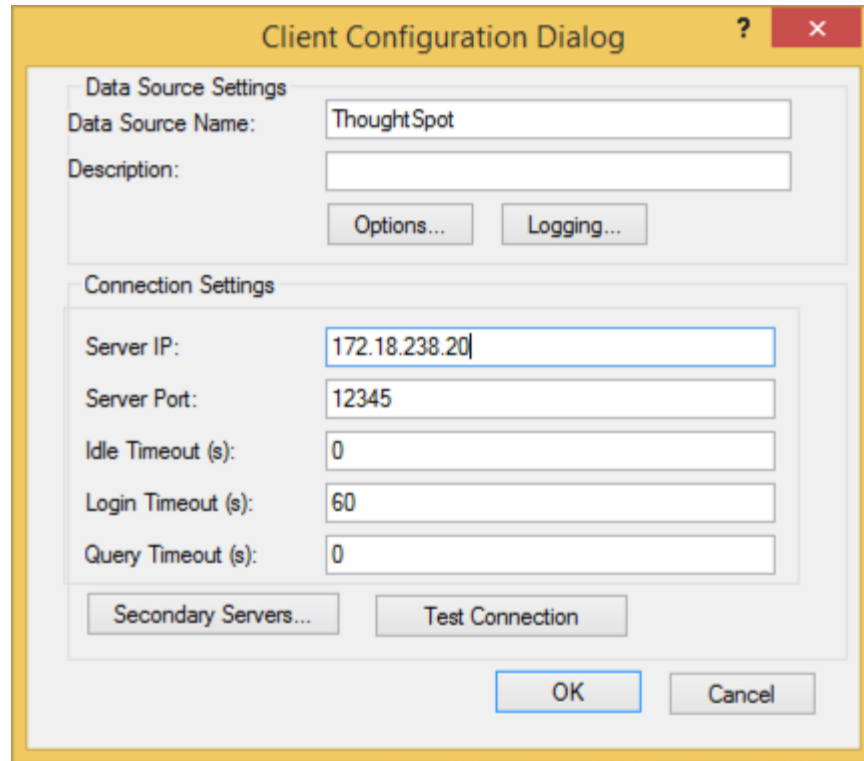 Client Configuration Dialog ? ×
Data Source Settings
Data Source Name: ThoughtSpot
Description:
Options... Logging...
Connection Settings
Server IP: 172.18.238.20
Server Port: 12345
Idle Timeout (s): 0
Login Timeout (s): 60
Query Timeout (s): 0
Secondary Servers... Test Connection
OK Cancel